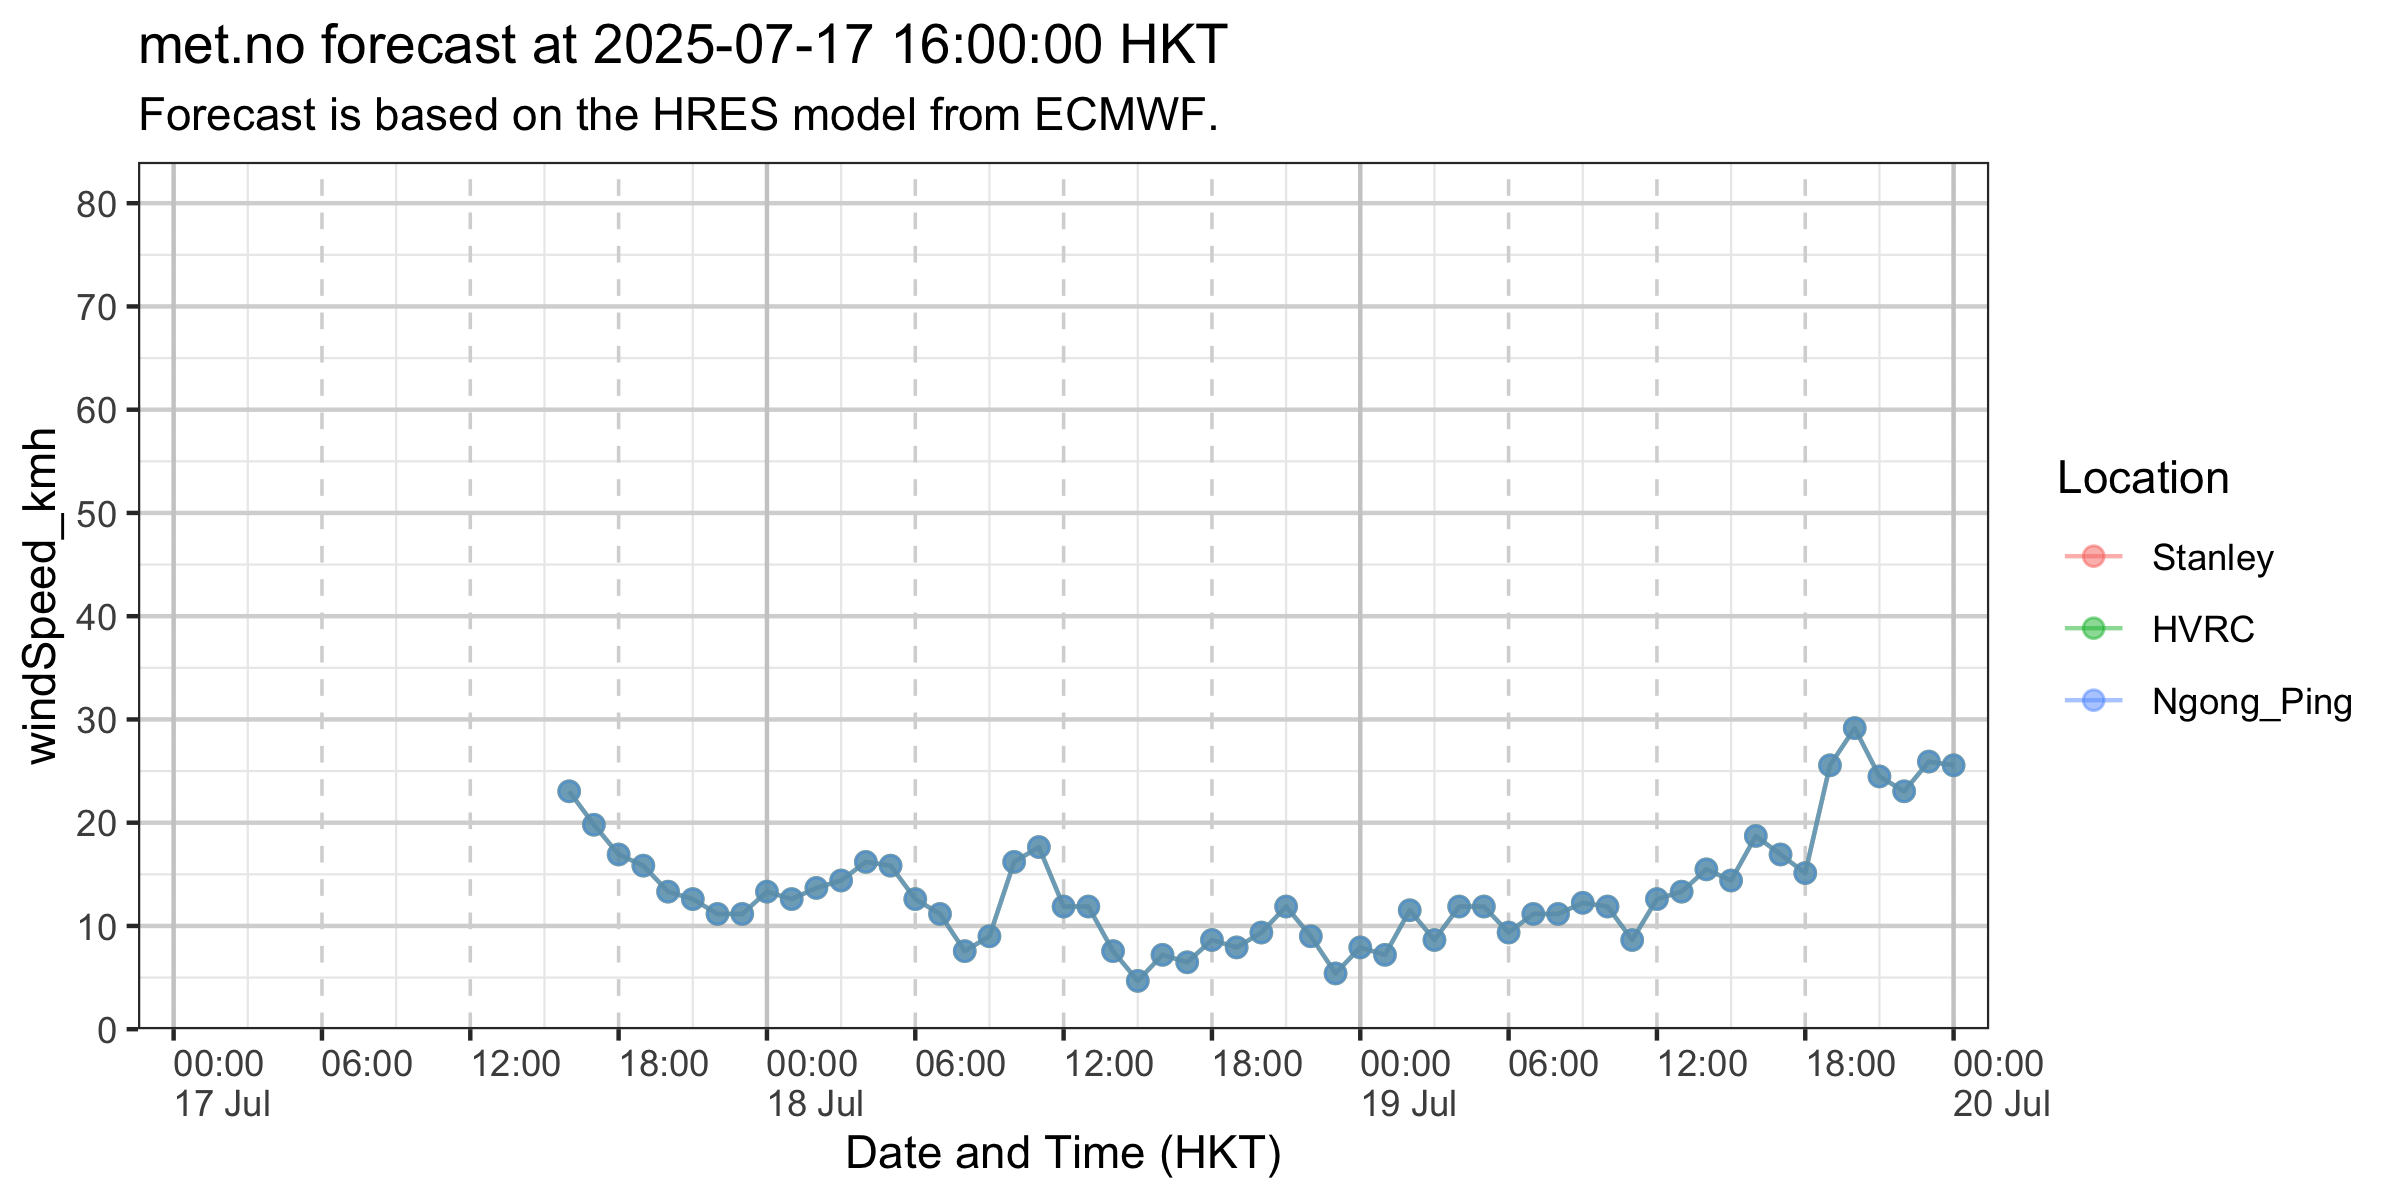 met.no forecast at 2025-07-17 16:00:00 HKT
Forecast is based on the HRES model from ECMWF.
windSpeed_kmh
80
70
60
50
40
30
20
10
0
00:00 06:00 12:00 18:00 00:00 06:00 12:00 18:00 00:00 06:00 12:00 18:00 00:00
17 Jul 18 Jul 19 Jul 20 Jul
Date and Time (HKT)
Location
Stanley
HVRC
Ngong_Ping